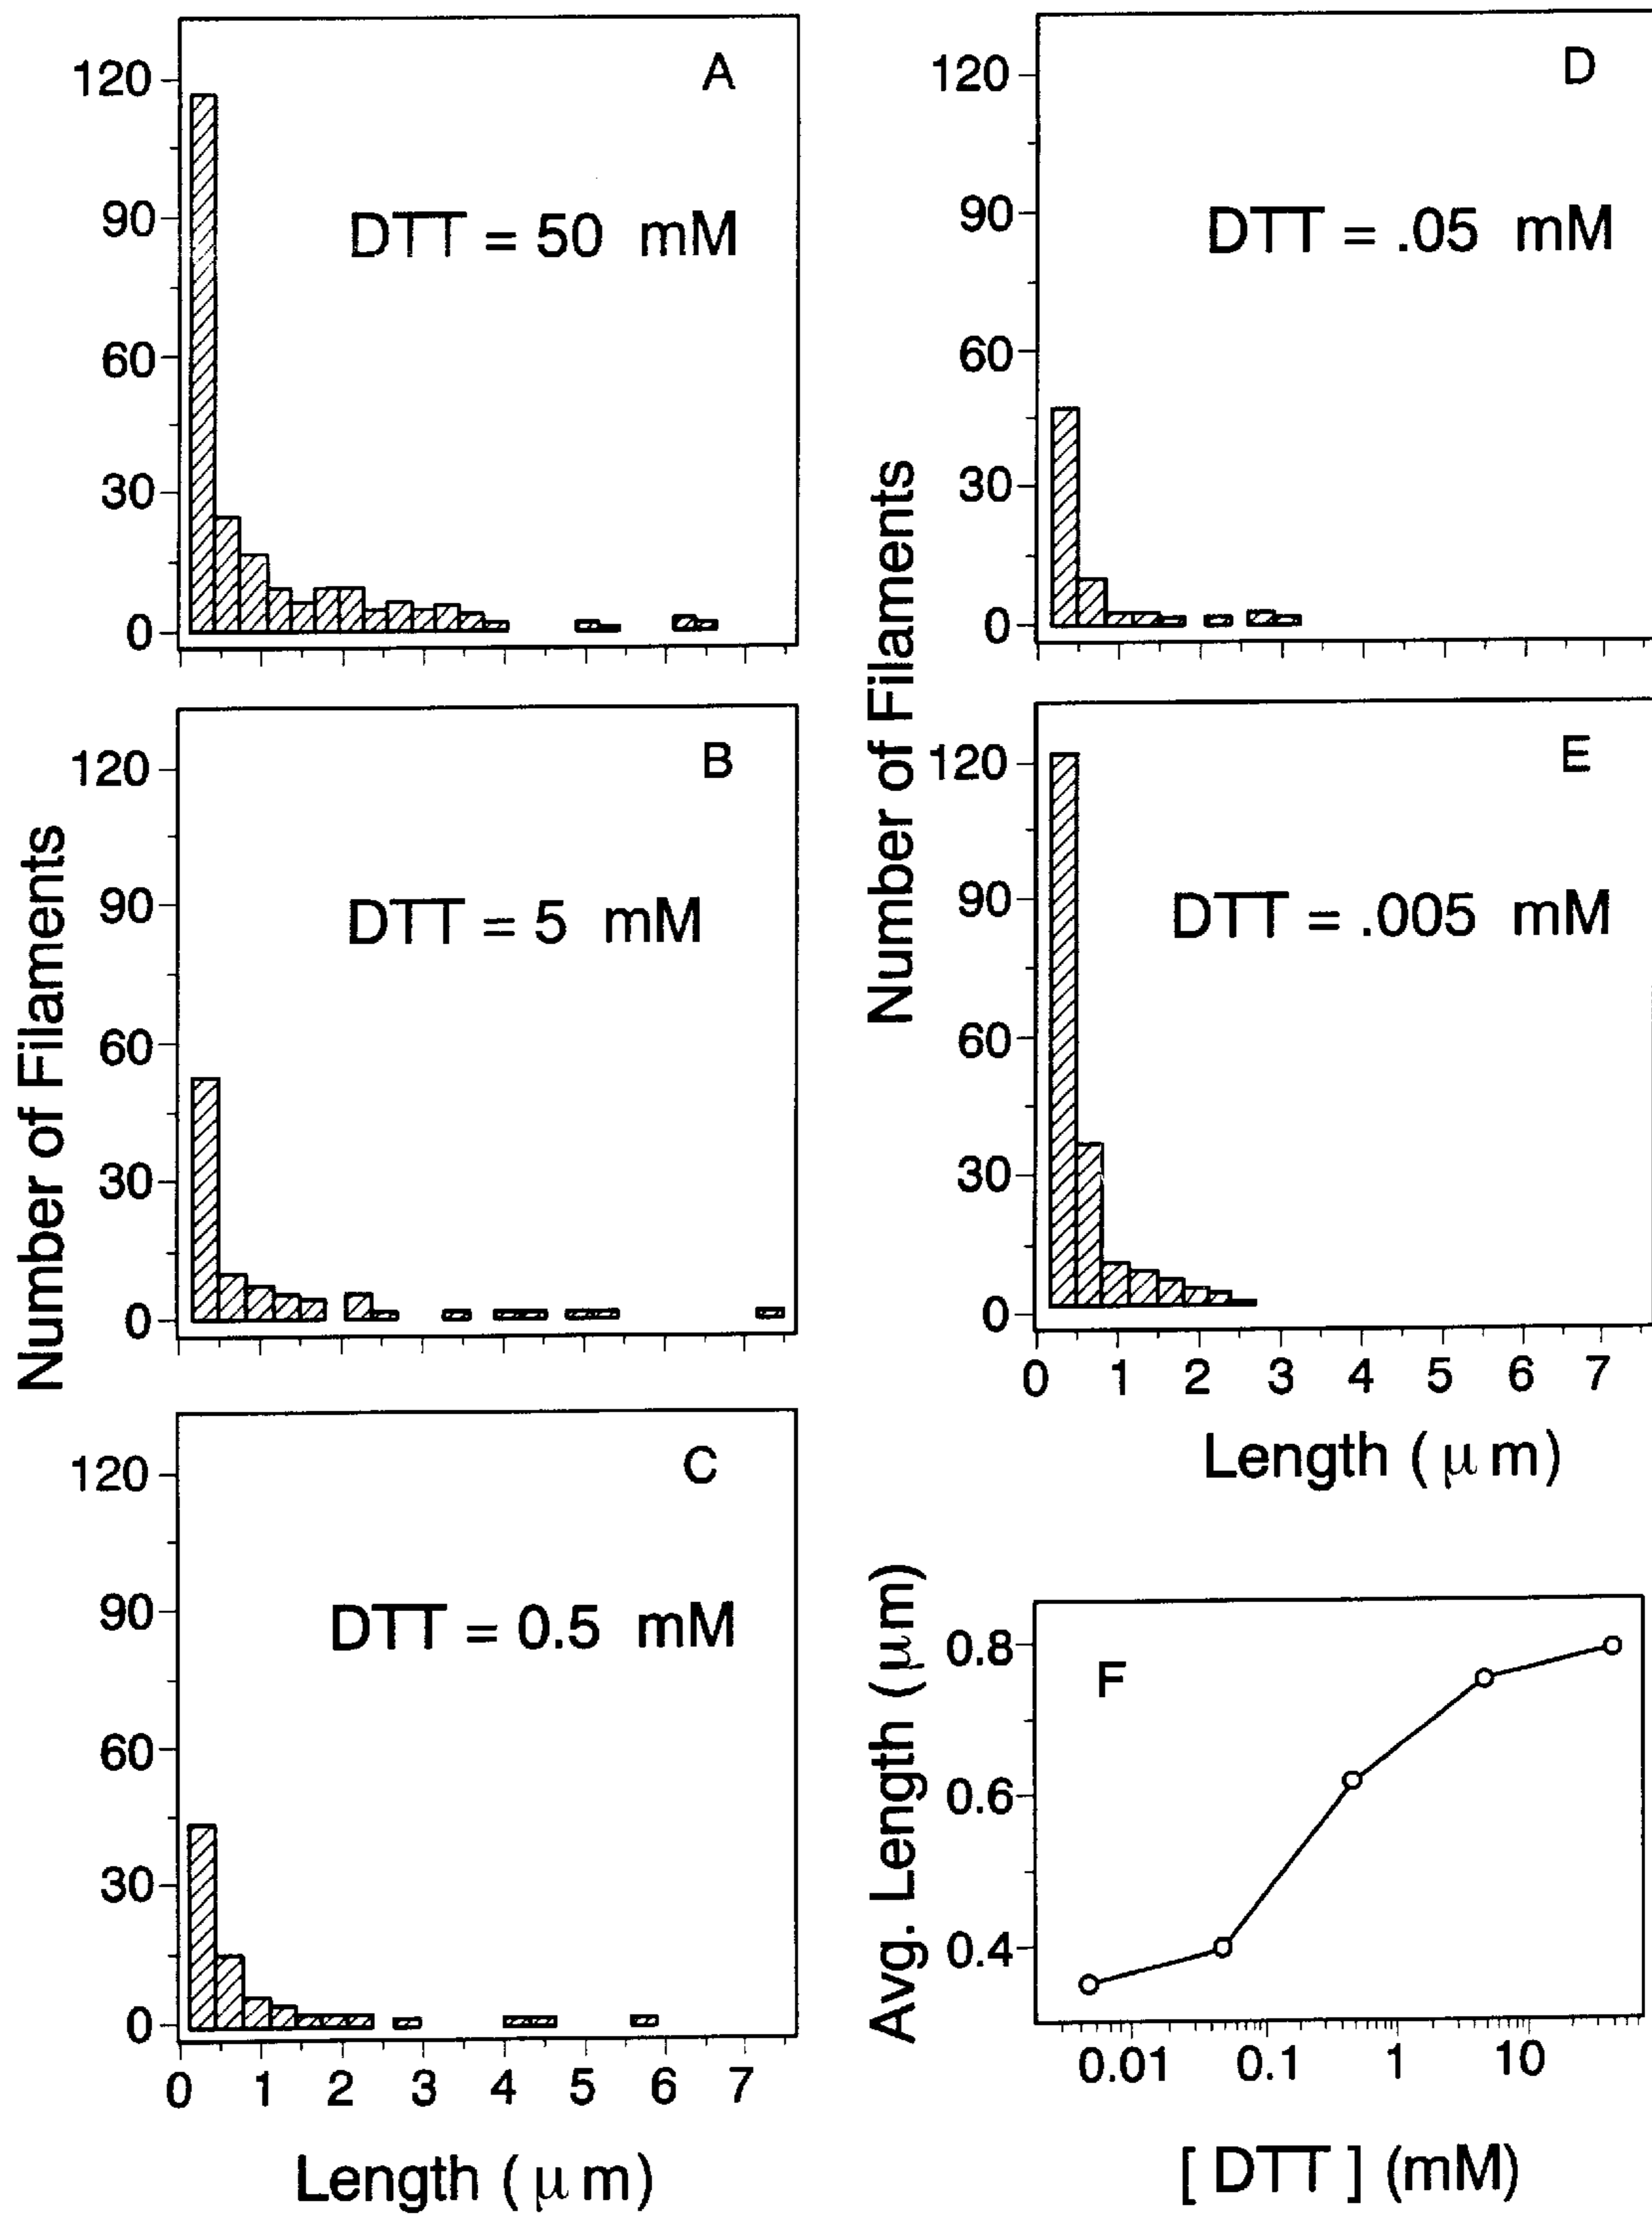 A
DTT = 50 mM
120
90
60
30
0
B
DTT = 5 mM
120
90
60
30
0
Number of Filaments
C
DTT = 0.5 mM
120
90
60
30
0
0 1 2 3 4 5 6 7
Length ( μ m)
D
DTT = .05 mM
120
90
60
30
0
Number of Filaments
E
DTT = .005 mM
120
90
60
30
0
0 1 2 3 4 5 6 7
Length ( μ m)
F
0.8
0.6
0.4
Avg. Length (μm)
0.01 0.1 1 10
[ DTT ] (mM)